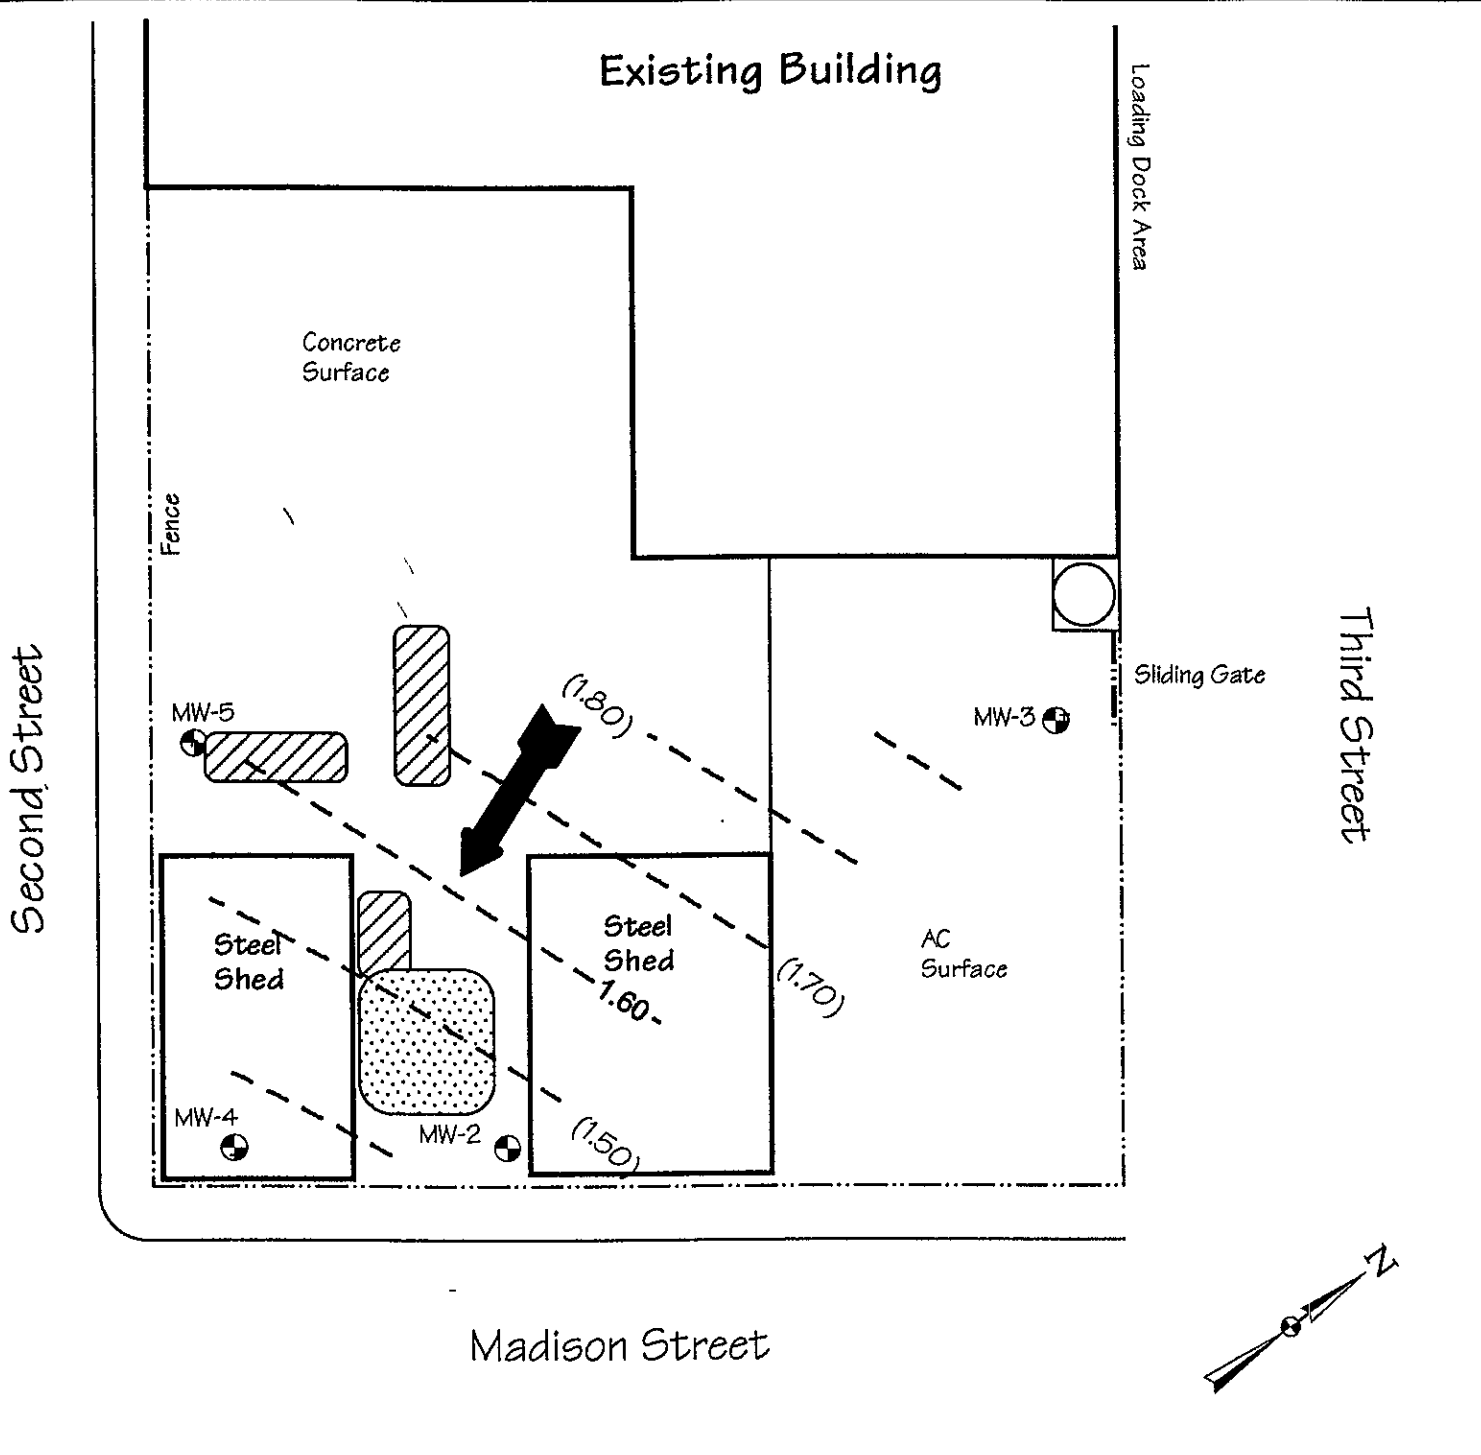 Existing Building
Loading Dock Area
Concrete
Surface
Fence
Second Street
MW-5
(1.80)
MW-3
Sliding Gate
Third Street
Steel
Shed
Steel
Shed
1.60
(1.70)
AC
Surface
MW-4
MW-2
(1.50)
Madison Street
N